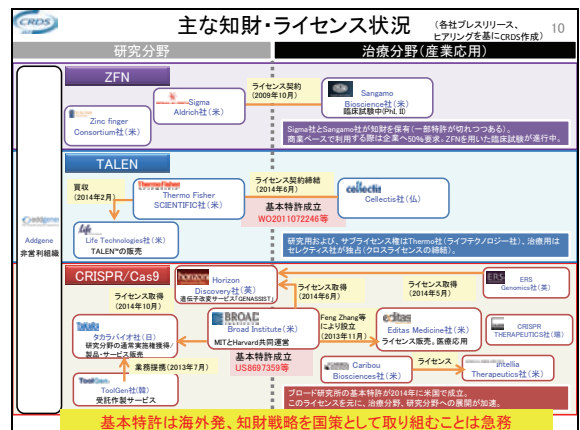 CRDS
主な知財・ライセンス状況
(各社プレスリリース、
ヒアリングを基にCRDS作成)
10
研究分野
治療分野(産業応用)
ZFN
Zinc finger
Consortium社(米)
Sigma
Aldrich社(米)
ライセンス契約
(2009年10月)
Sangamo
Bioscience社(米)
臨床試験中(Ph.Ⅱ)
Sigma社とSangamo社が知財を保有(一部特許が切れつつある)。
商業ベースで利用する際は企業へ50%要求。ZFNを用いた臨床試験が進行中。
TALEN
買収
(2014年2月)
ThermoFisher
SCIENTIFIC
Thermo Fisher
SCIENTIFIC社(米)
ライセンス契約締結
(2014年6月)
cellectis
Cellectis社(仏)
基本特許成立
WO2011072246等
life
Life Technologies社(米)
TALEN™の販売
研究用および、サブライセンス権はThermo社(ライフテクノロジー社)、治療用は
セレクティス社が独占(クロスライセンスの締結)。
addgene
Addgene
非営利組織
CRISPR/Cas9
horizon
Horizon
Discovery社(英)
遺伝子改変サービス「GENASSIST」
ERS
ERS
Genomics社(英)
ライセンス取得
(2014年10月)
ライセンス取得
(2014年6月)
ライセンス取得
(2014年5月)
TaKaRa
タカラバイオ社(日)
研究分野の通常実施権獲得/
製品・サービス販売
BROAD
Broad Institute(米)
MITとHarvard共同運営
Feng Zhang等
により設立
(2013年11月)
editas
Editas Medicine社(米)
ライセンス販売。医療応用
CRISPR
THERAPEUTICS社(瑞)
基本特許成立
US8697359等
業務提携(2013年7月)
ToolGen
ToolGen社(韓)
受託作製サービス
Caribou
Biosciences社(米)
ライセンス
Intellia
Therapeutics社(米)
ブロード研究所の基本特許が2014年に米国で成立。
このライセンスを元に、治療分野、研究分野への展開が加速。
基本特許は海外発、知財戦略を国策として取り組むことは急務